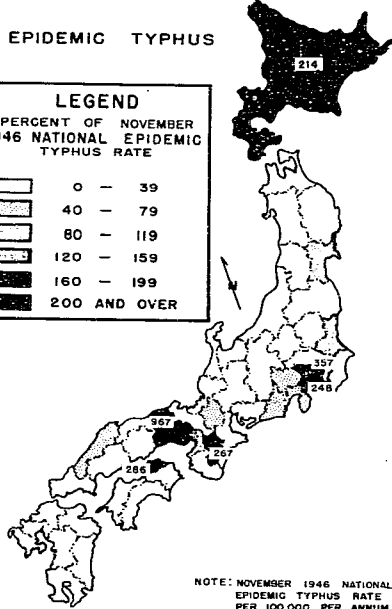 EPIDEMIC TYPHUS
214
LEGEND
PERCENT OF NOVEMBER
46 NATIONAL EPIDEMIC
TYPHUS RATE
0 — 39
40 — 79
80 — 119
120 — 159
160 — 199
200 AND OVER
N
357
248
967
267
286
NOTE: NOVEMBER 1946 NATIONAL
EPIDEMIC TYPHUS RATE
PER 100,000 PER ANNUM